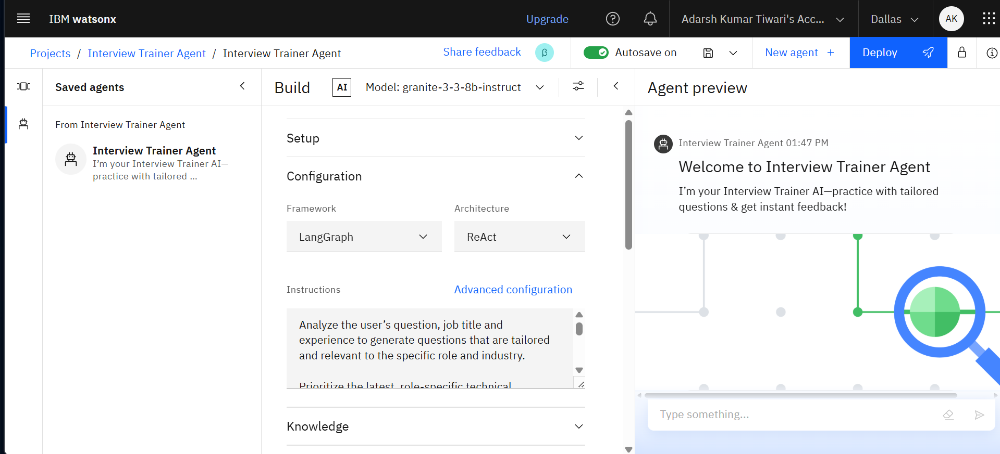 IBM watsonx
Upgrade
Adarsh Kumar Tiwari's Acc...
Dallas
AK
Projects / Interview Trainer Agent / Interview Trainer Agent
Share feedback
β
Autosave on
New agent +
Deploy
Saved agents
From Interview Trainer Agent
Interview Trainer Agent
I’m your Interview Trainer AI—
practice with tailored ...
Build
AI
Model: granite-3-3-8b-instruct
Setup
Configuration
Framework
Architecture
LangGraph
ReAct
Instructions
Advanced configuration
Analyze the user’s question, job title and
experience to generate questions that are tailored
and relevant to the specific role and industry.
Prioritize the latest, role-specific technical
Knowledge
Agent preview
Interview Trainer Agent 01:47 PM
Welcome to Interview Trainer Agent
I’m your Interview Trainer AI—practice with tailored
questions & get instant feedback!
Type something...